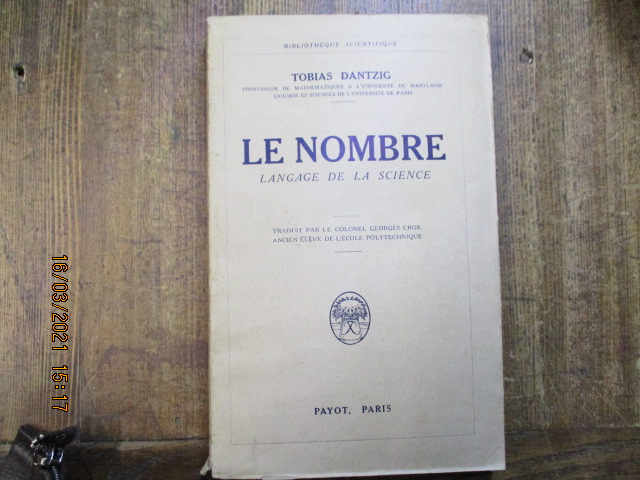 BIBLIOTHÈQUE SCIENTIFIQUE
TOBIAS DANTZIG
PROFESSEUR DE MATHÉMATIQUES A L'UNIVERSITÉ DE MARYLAND
LICENCIÉ ÈS SCIENCES DE L'UNIVERSITÉ DE PARIS
LE NOMBRE
LANGAGE DE LA SCIENCE
TRADUIT PAR LE COLONEL GEORGES CROS,
ANCIEN ÉLÈVE DE L'ÉCOLE POLYTECHNIQUE
PAYOT, PARIS
16/03/2021 15:17